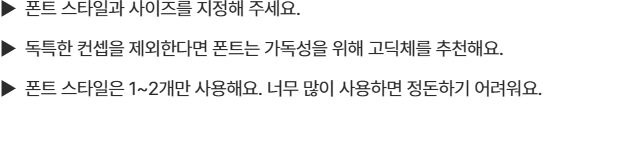 ▶ 폰트 스타일과 사이즈를 지정해 주세요.
▶ 독특한 컨셉을 제외한다면 폰트는 가독성을 위해 고딕체를 추천해요.
▶ 폰트 스타일은 1~2개만 사용해요. 너무 많이 사용하면 정돈하기 어려워요.